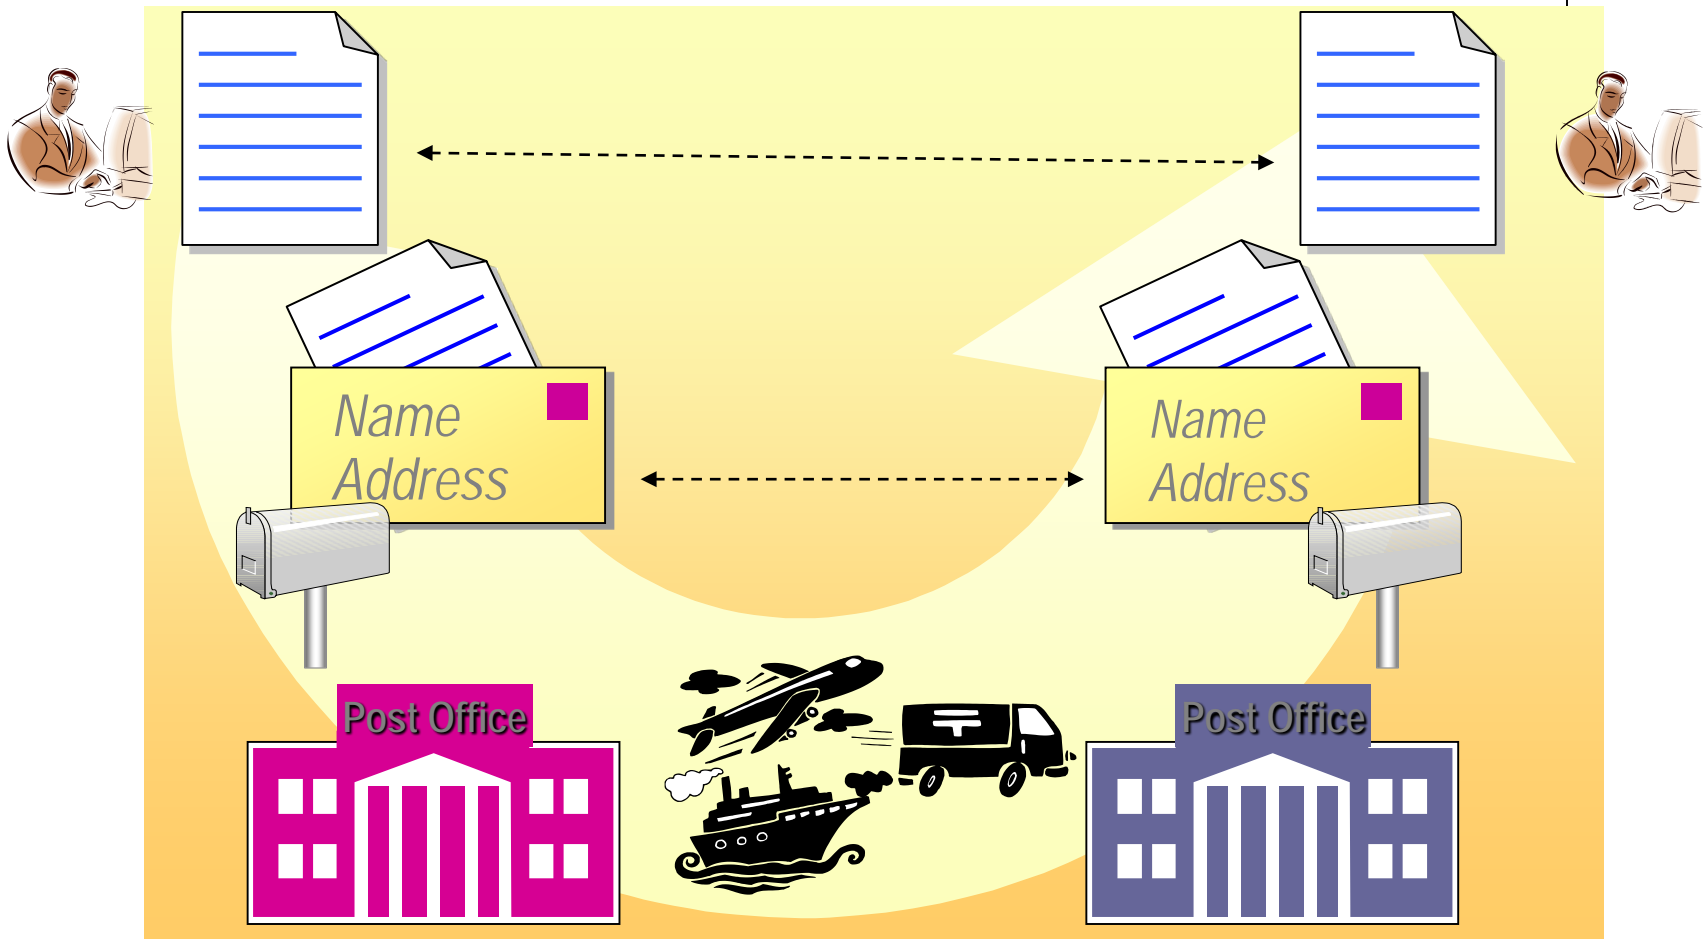 Name
Address
Name
Address
Post Office
Post Office